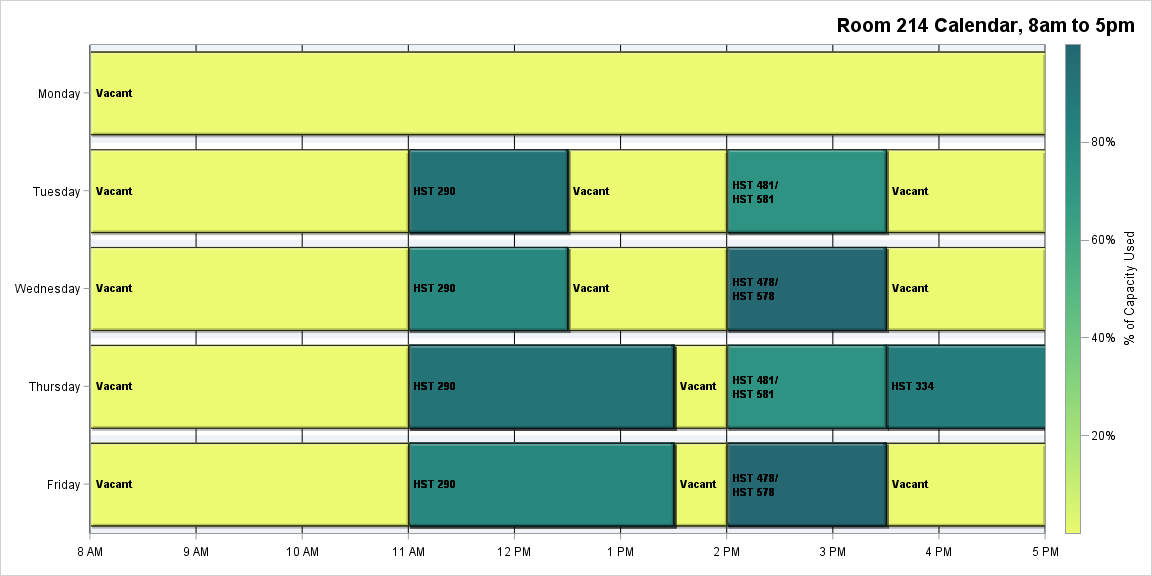 Room 214 Calendar, 8am to 5pm
Monday
Vacant
Tuesday
Vacant
HST 290
Vacant
HST 481/
HST 581
Vacant
Wednesday
Vacant
HST 290
Vacant
HST 478/
HST 578
Vacant
Thursday
Vacant
HST 290
Vacant
HST 481/
HST 581
HST 334
Friday
Vacant
HST 290
Vacant
HST 478/
HST 578
Vacant
8 AM
9 AM
10 AM
11 AM
12 PM
1 PM
2 PM
3 PM
4 PM
5 PM
80%
60%
40%
20%
% of Capacity Used